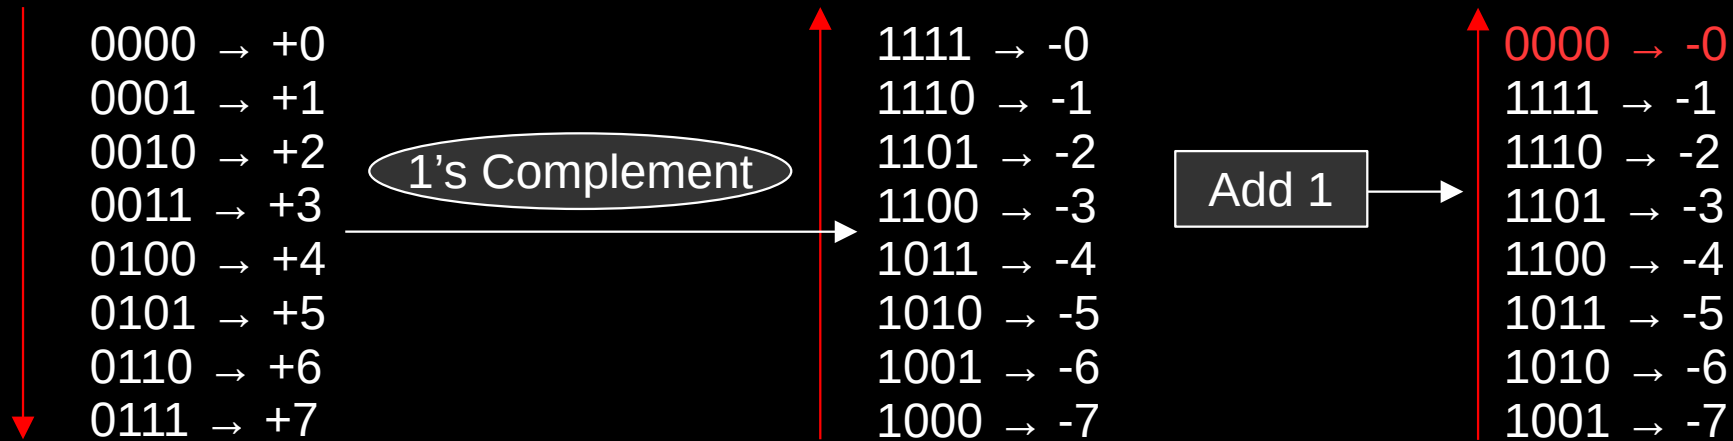 0000 → +0
0001 → +1
0010 → +2
0011 → +3
0100 → +4
0101 → +5
0110 → +6
0111 → +7
1's Complement
1111 → -0
1110 → -1
1101 → -2
1100 → -3
1011 → -4
1010 → -5
1001 → -6
1000 → -7
Add 1
0000 → -0
1111 → -1
1110 → -2
1101 → -3
1100 → -4
1011 → -5
1010 → -6
1001 → -7